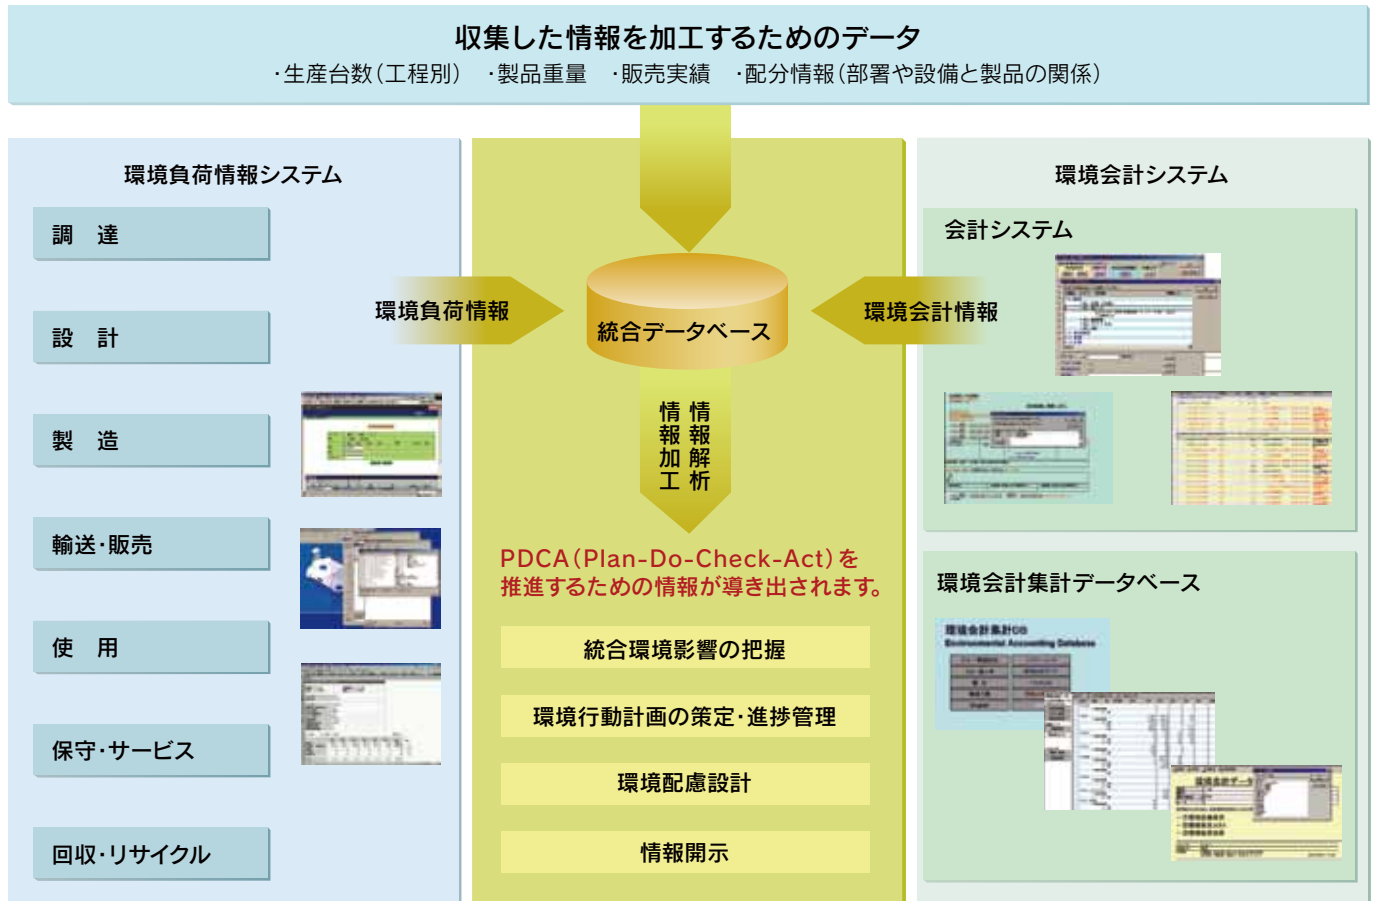 収集した情報を加工するためのデータ
・生産台数（工程別）　・製品重量　・販売実績　・配分情報（部署や設備と製品の関係）
環境負荷情報システム
調　達
設　計
製　造
輸送・販売
使　用
保守・サービス
回収・リサイクル
環境負荷情報
統合データベース
環境会計情報
情報解析
情報加工
PDCA（Plan-Do-Check-Act）を
推進するための情報が導き出されます。
統合環境影響の把握
環境行動計画の策定・進捗管理
環境配慮設計
情報開示
環境会計システム
会計システム
環境会計集計データベース
環境会計集計DB
Environmental Accounting Database
環境会計データ